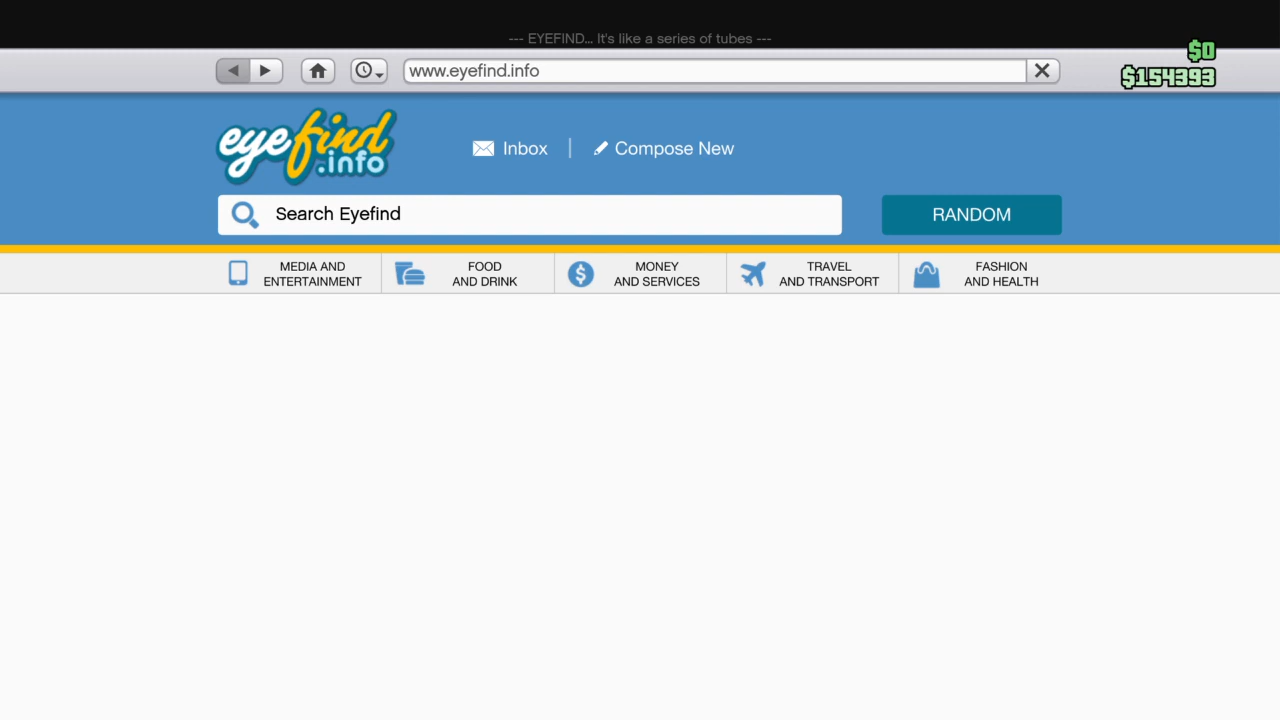 --- EYEFIND... It's like a series of tubes ---
$0
www.eyefind.info
$154393
eyefind
.info
Inbox
Compose New
Search Eyefind
RANDOM
MEDIA AND
ENTERTAINMENT
FOOD
AND DRINK
MONEY
AND SERVICES
TRAVEL
AND TRANSPORT
FASHION
AND HEALTH